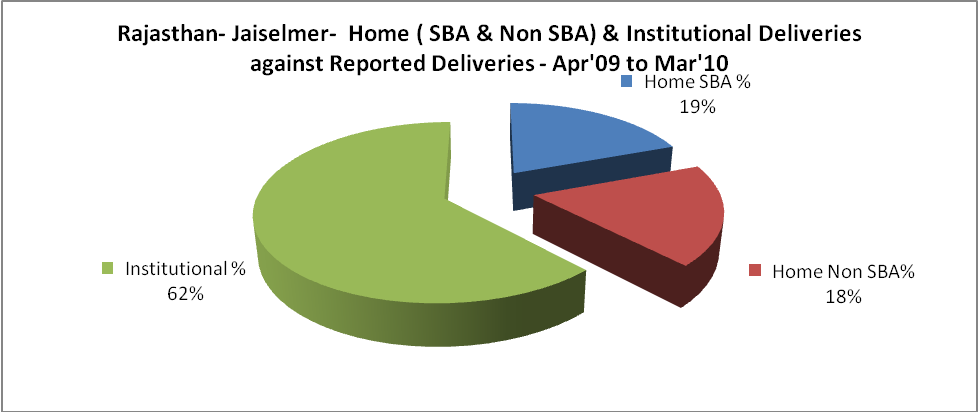 Rajasthan- Jaiselmer-  Home ( SBA & Non SBA) & Institutional Deliveries
against Reported Deliveries - Apr'09 to Mar'10
Home SBA %
19%
Institutional %
62%
Home Non SBA%
18%